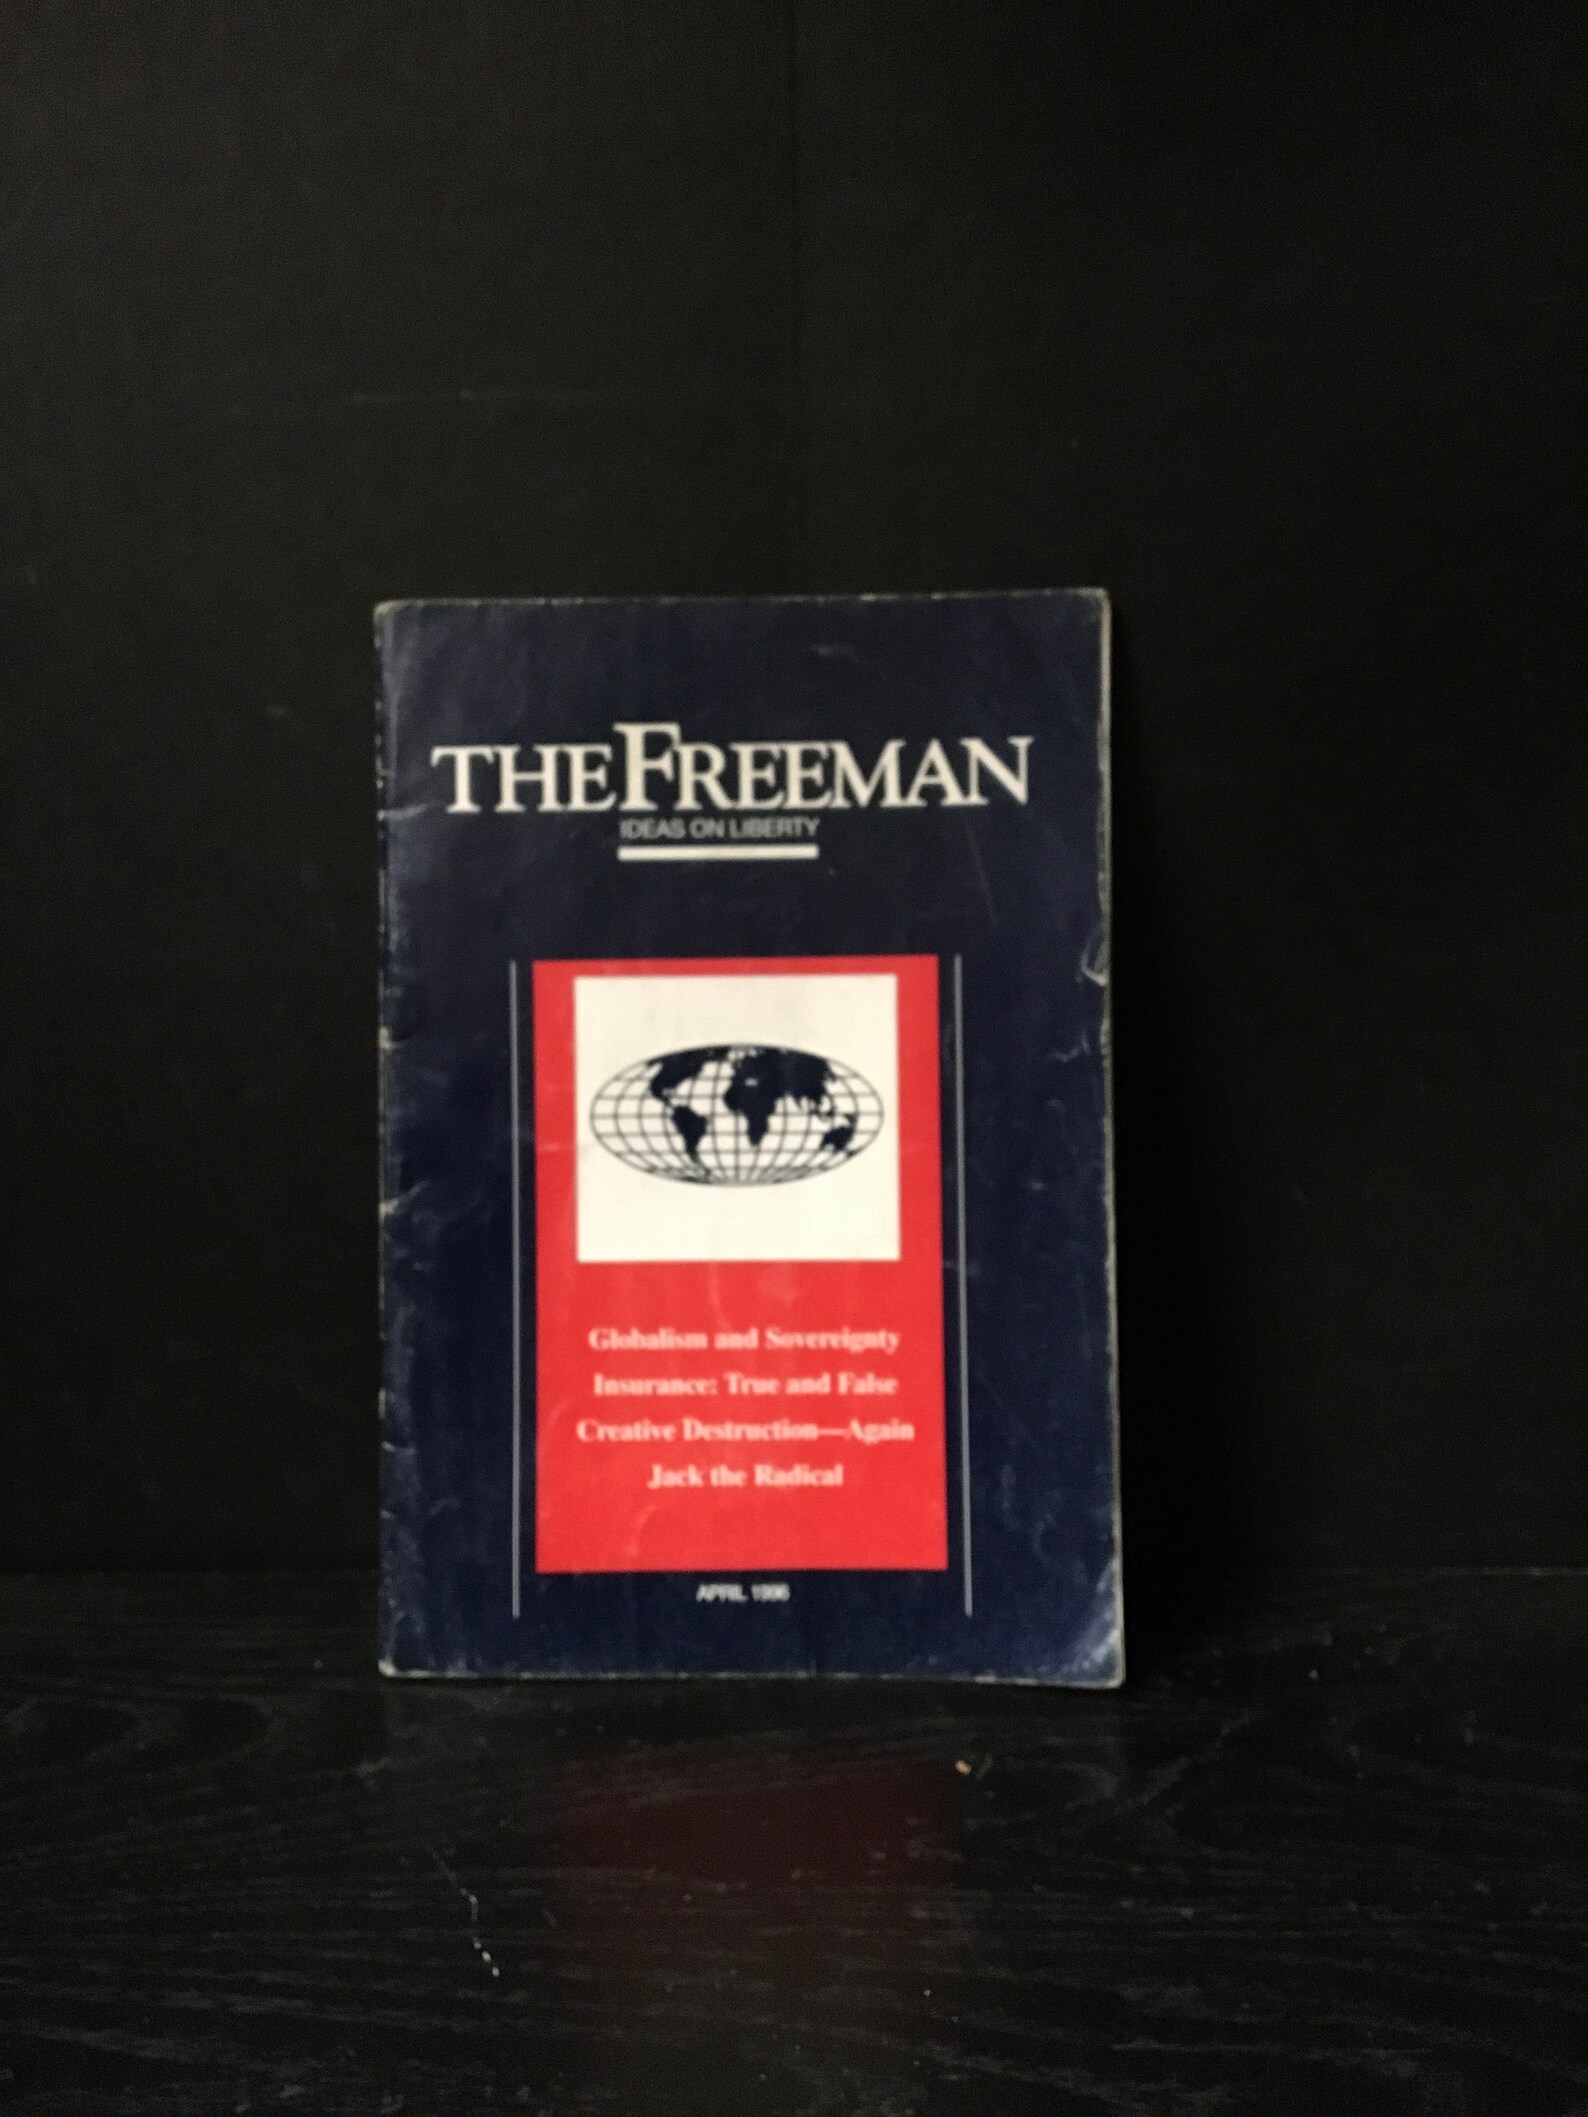 THE FREEMAN
IDEAS ON LIBERTY
Globalism and Sovereignty
Insurance: True and False
Creative Destruction—Again
Jack the Radical
APRIL 1996